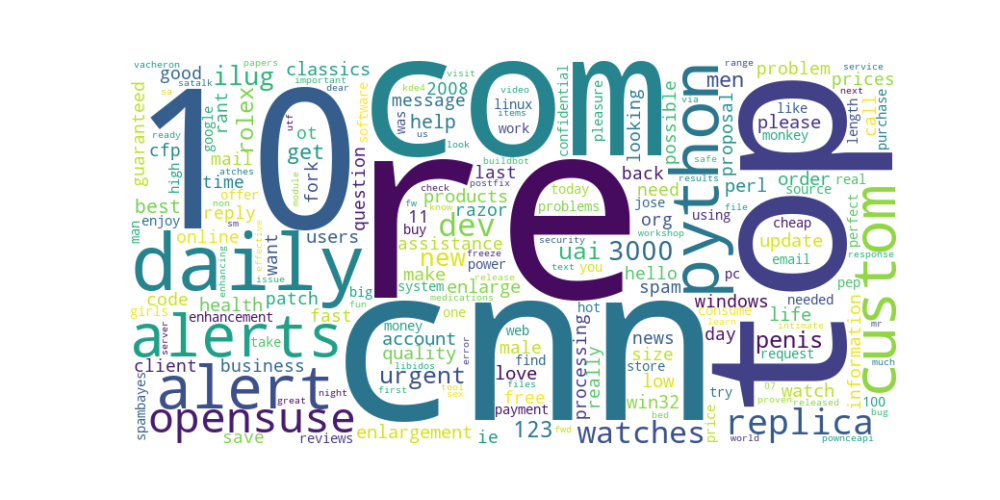 re
com
cnn
top
10
daily
alerts
alert
opensuse
python
custom
replica
watches
3000
dev
uai
new
ilug
classics
good
rant
rolex
cfp
mail
time
ot
get
fork
question
message
2008
help
was
linux
work
like
please
monkey
problem
prices
men
call
length
purchase
service
next
range
via
safe
results
possible
looking
proposal
pleasure
confidential
visit
video
items
kde4
us
look
software
dear
important
papers
vacheron
satalk
sa
ready
utf
google
high
guaranteed
best
reply
offer
atches
module
non
sm
man
enjoy
online
want
users
code
girls
health
patch
fast
big
fun
issue
effective
enhancing
enhancement
take
server
client
business
great
night
spambayes
save
reviews
enlargement
ie
123
fwd
payment
free
male
love
urgent
quality
account
money
libidos
first
files
tool
sex
error
web
find
one
enlarge
system
make
assistance
medications
release
power
freeze
know
fw
buy
11
check
postfix
last
razor
products
buildbot
today
problems
security
text
you
workshop
back
need
jose
org
hello
spam
perl
using
file
order
source
real
cheap
update
email
perfect
response
pep
pc
windows
needed
consume
learn
intimate
mr
much
life
day
penis
request
information
try
watch
07
100
proven
released
bug
world
pownceapi
price
low
win32
bed
size
store
news
hot
processing
really